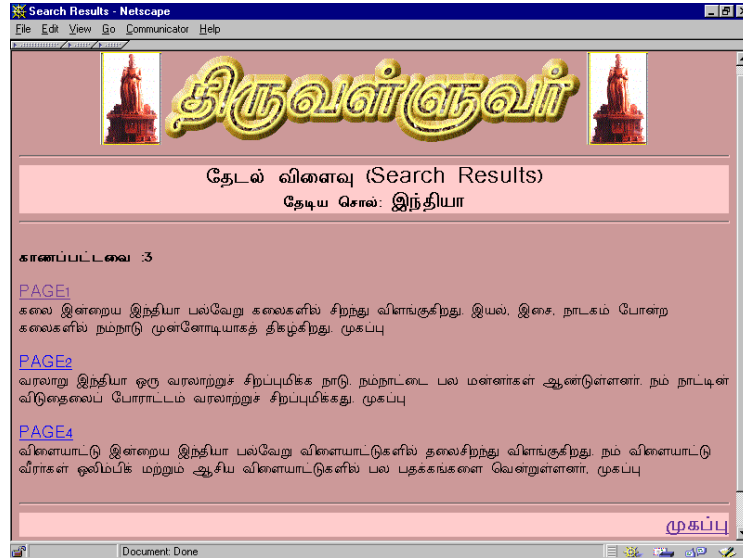 Search Results - Netscape
File Edit View Go Communicator Help
திருவள்ளுவர்
தேடல் விளைவு (Search Results)
தேடிய சொல்: இந்தியா
காணப்பட்டவை :3
PAGE1
கலை இன்றைய இந்தியா பல்வேறு கலைகளில் சிறந்து விளங்குகிறது. இயல், இசை, நாடகம் போன்ற
கலைகளில் நம்நாடு முன்னோடியாகத் திகழ்கிறது. முகப்பு
PAGE2
வரலாறு இந்தியா ஒரு வரலாற்றுச் சிறப்புமிக்க நாடு. நம்நாட்டை பல மன்னர்கள் ஆண்டுள்ளனர். நம் நாட்டின்
விடுதைலைப் போராட்டம் வரலாற்றுச் சிறப்புமிக்கது. முகப்பு
PAGE4
விளையாட்டு இன்றைய இந்தியா பல்வேறு விளையாட்டுகளில் தலைசிறந்து விளங்குகிறது. நம் விளையாட்டு
வீரர்கள் ஒலிம்பிக் மற்றும் ஆசிய விளையாட்டுகளில் பல பதக்கங்களை வென்றுள்ளனர், முகப்பு
முகப்பு
Document: Done